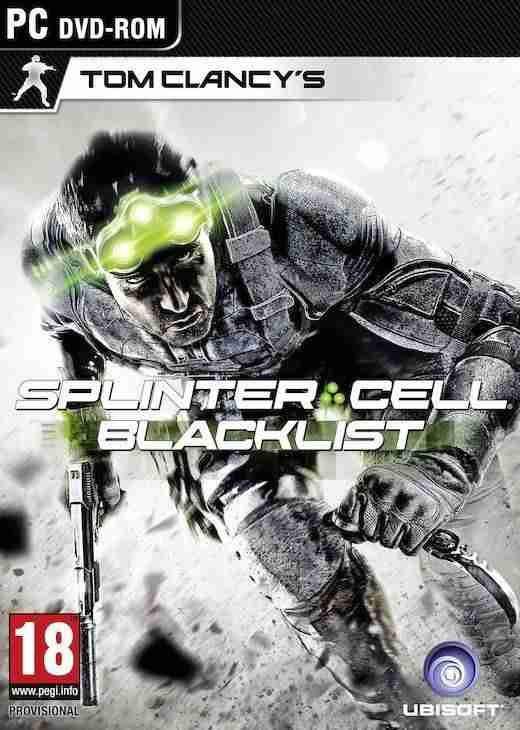 PC DVD-ROM
TOM CLANCY'S
SPLINTER CELL
BLACKLIST
18
www.pegi.info
PROVISIONAL
UBISOFT